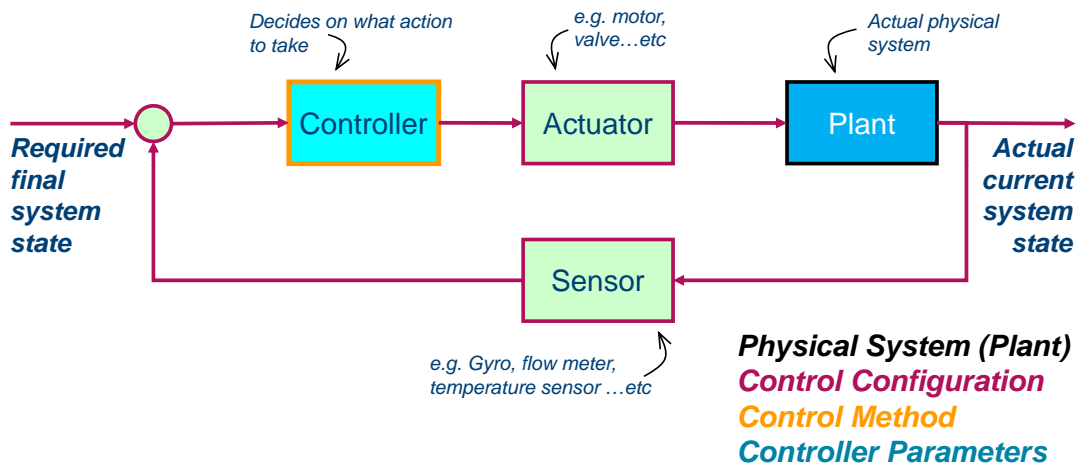 Decides on what action
to take
e.g. motor,
valve…etc
Actual physical
system
Controller
Actuator
Plant
Required
final
system
state
Actual
current
system
state
Sensor
e.g. Gyro, flow meter,
temperature sensor …etc
Physical System (Plant)
Control Configuration
Control Method
Controller Parameters